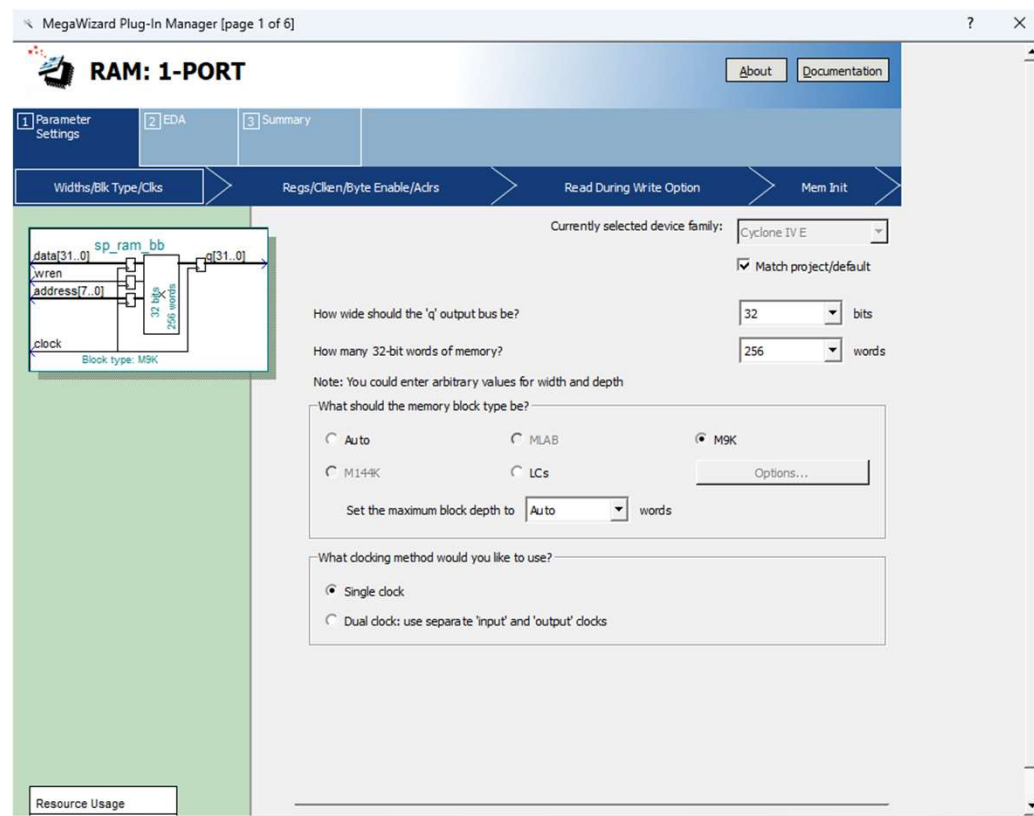 MegaWizard Plug-In Manager [page 1 of 6]
?
RAM: 1-PORT
About
Documentation
1 Parameter Settings
2 EDA
3 Summary
Widths/Blk Type/Clks
Regs/Clken/Byte Enable/Aclrs
Read During Write Option
Mem Init
sp_ram_bb
data[31..0]
q[31..0]
wren
address[7..0]
32 bits
256 words
clock
Block type: M9K
Currently selected device family:
Cyclone IV E
Match project/default
How wide should the 'q' output bus be?
32
bits
How many 32-bit words of memory?
256
words
Note: You could enter arbitrary values for width and depth
What should the memory block type be?
Auto
MLAB
M9K
M144K
LCs
Options...
Set the maximum block depth to
Auto
words
What clocking method would you like to use?
Single clock
Dual clock: use separate 'input' and 'output' clocks
Resource Usage